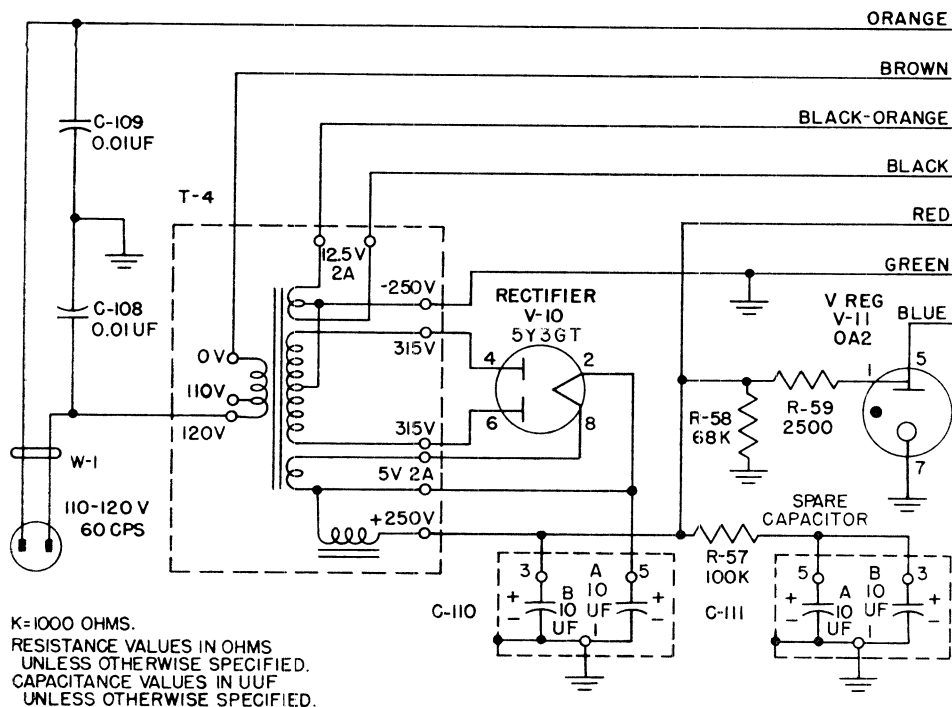 ORANGE
BROWN
C-109
0.01UF
BLACK-ORANGE
BLACK
T-4
RED
12.5V
2A
GREEN
-250V
RECTIFIER
V-10
5Y3GT
V REG
V-11
0A2
BLUE
C-108
0.01UF
315V
0V
4
2
1
5
110V
120V
315V
6
8
R-58
68K
R-59
2500
7
W-1
5V 2A
110-120 V
60 CPS
+250V
SPARE
CAPACITOR
R-57
100K
3
A
5
B
10
10
UF
UF
+
-
+
-
1
C-110
5
B
3
A
10
10
UF
UF
+
-
+
-
1
C-111
K=1000 OHMS.
RESISTANCE VALUES IN OHMS
UNLESS OTHERWISE SPECIFIED.
CAPACITANCE VALUES IN UUF
UNLESS OTHERWISE SPECIFIED.